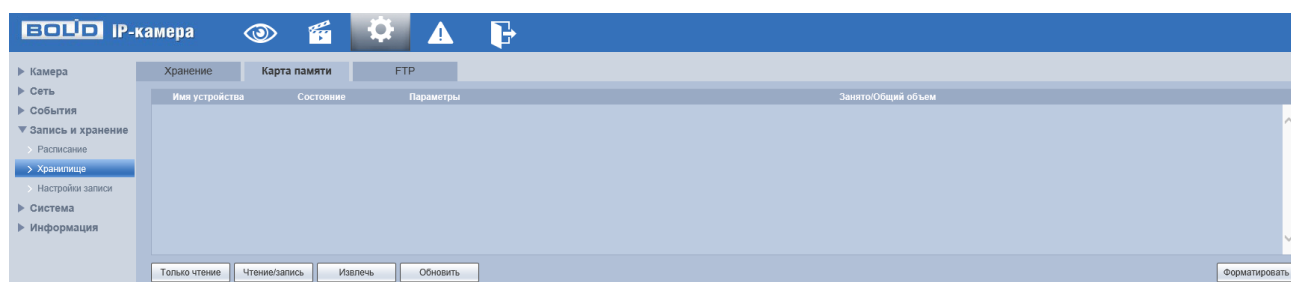 BOLID IP-камера
Камера
Сеть
События
Запись и хранение
Расписание
Хранилище
Настройки записи
Система
Информация
Хранение Карта памяти FTP
Имя устройства Состояние Параметры Занято/Общий объем
Только чтение Чтение/запись Извлечь Обновить Форматировать